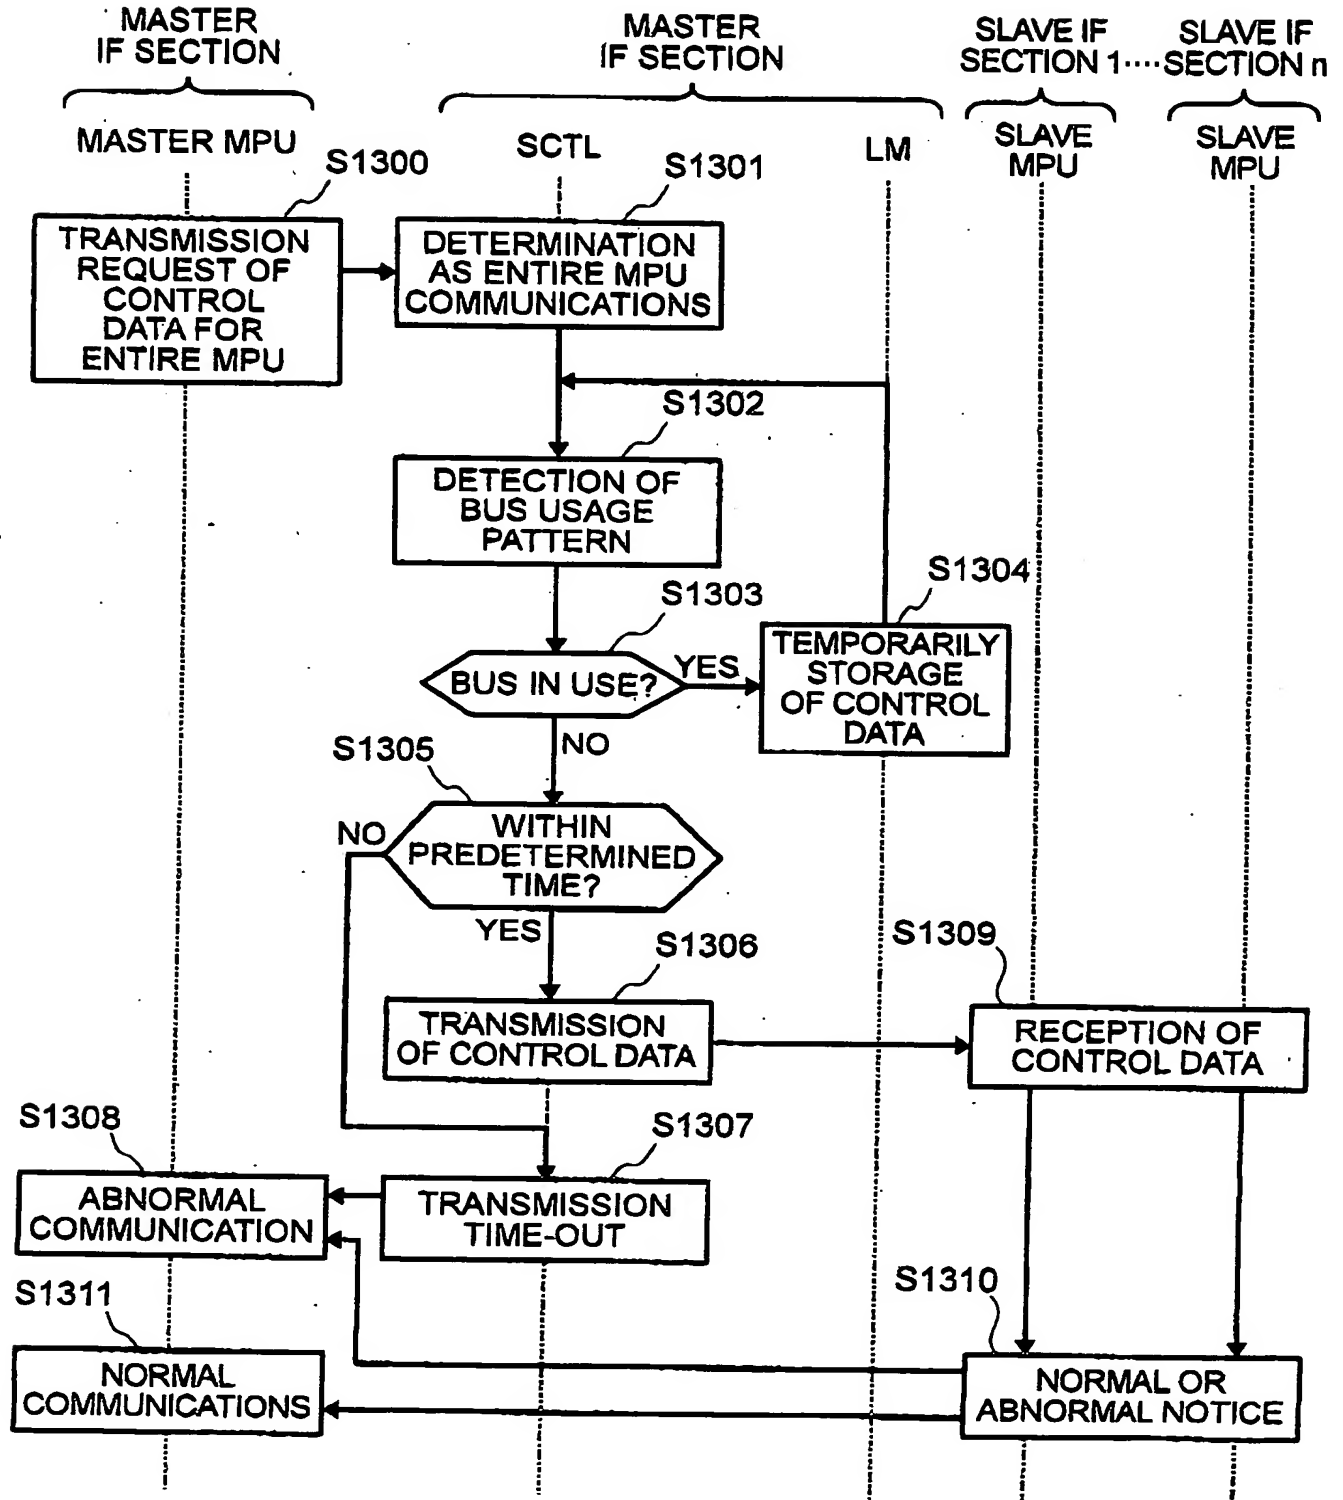 MASTER
IF SECTION
MASTER
IF SECTION
SLAVE IF
SECTION 1
.....
SLAVE IF
SECTION n
MASTER MPU
SCTL
LM
SLAVE
MPU
SLAVE
MPU
S1300
TRANSMISSION
REQUEST OF
CONTROL
DATA FOR
ENTIRE MPU
S1301
DETERMINATION
AS ENTIRE MPU
COMMUNICATIONS
S1302
DETECTION OF
BUS USAGE
PATTERN
S1303
BUS IN USE?
YES
NO
S1304
TEMPORARILY
STORAGE
OF CONTROL
DATA
S1305
WITHIN
PREDETERMINED
TIME?
NO
YES
S1306
TRANSMISSION
OF CONTROL DATA
S1309
RECEPTION OF
CONTROL DATA
S1307
TRANSMISSION
TIME-OUT
S1308
ABNORMAL
COMMUNICATION
S1310
NORMAL OR
ABNORMAL NOTICE
S1311
NORMAL
COMMUNICATIONS